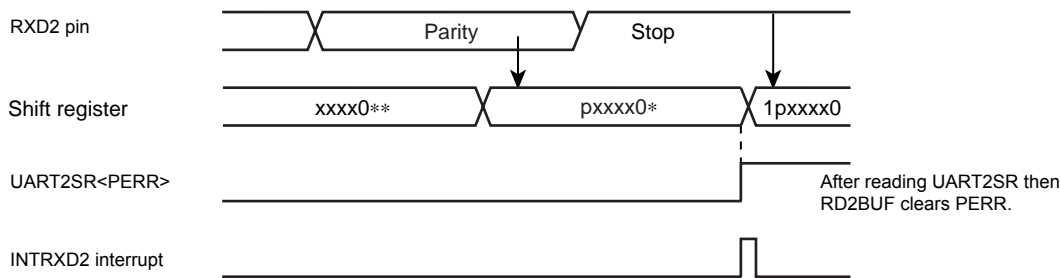 RXD2 pin
Parity
Stop
Shift register
xxxx0**
pxxxx0*
1pxxxx0
UART2SR<PERR>
After reading UART2SR then
RD2BUF clears PERR.
INTRXD2 interrupt